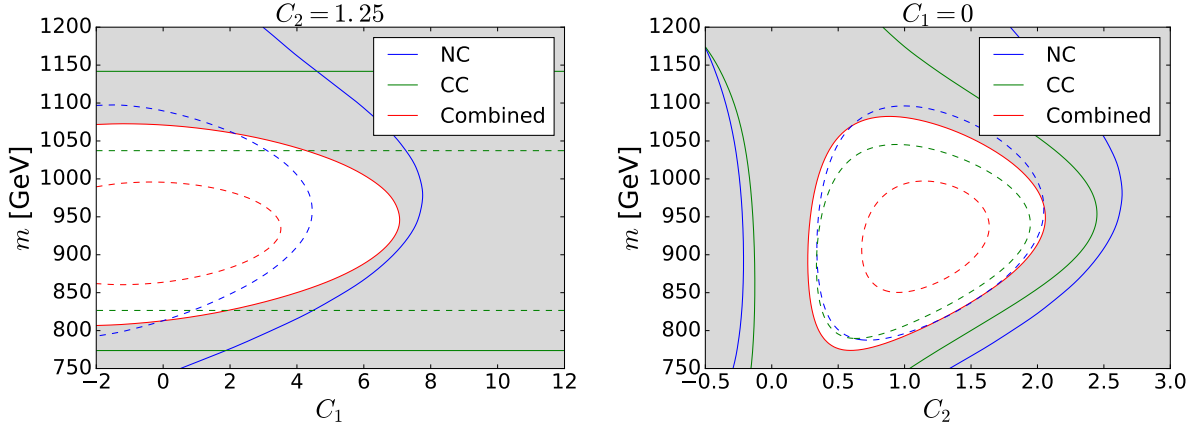 C₂ = 1.25
1200
1150
1100
1050
1000
950
900
850
800
750
m [GeV]
−2 0 2 4 6 8 10 12
C₁
NC
CC
Combined
C₁ = 0
1200
1150
1100
1050
1000
950
900
850
800
750
m [GeV]
−0.5 0.0 0.5 1.0 1.5 2.0 2.5 3.0
C₂
NC
CC
Combined